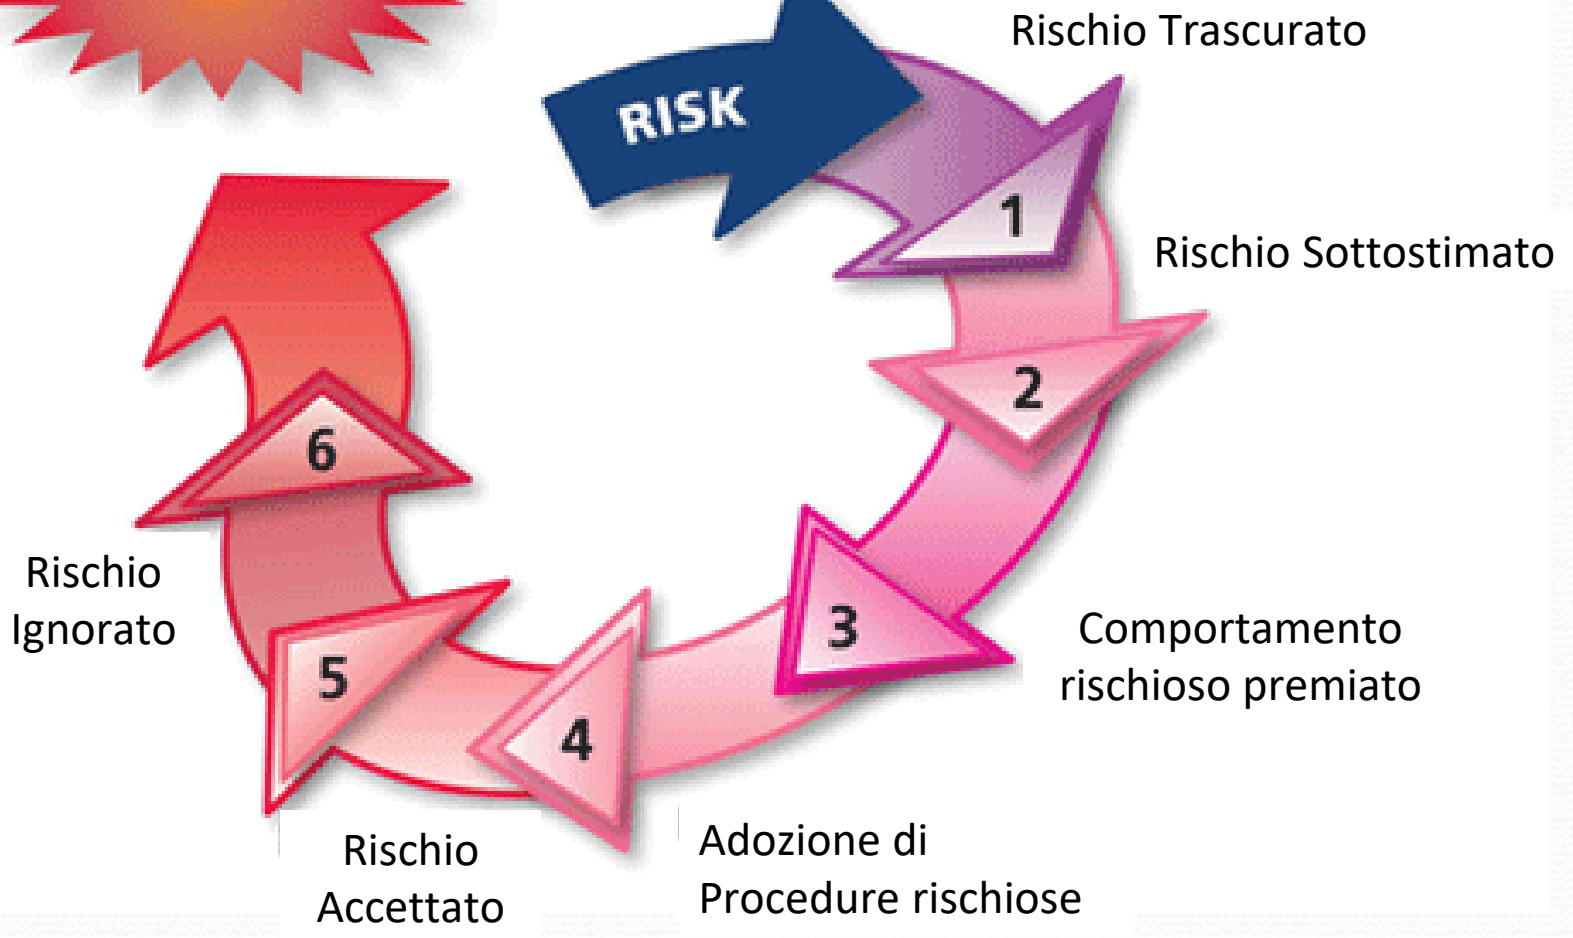 RISK
Rischio Trascurato
1
Rischio Sottostimato
2
3
Comportamento
rischioso premiato
4
Adozione di
Procedure rischiose
5
Rischio
Accettato
6
Rischio
Ignorato